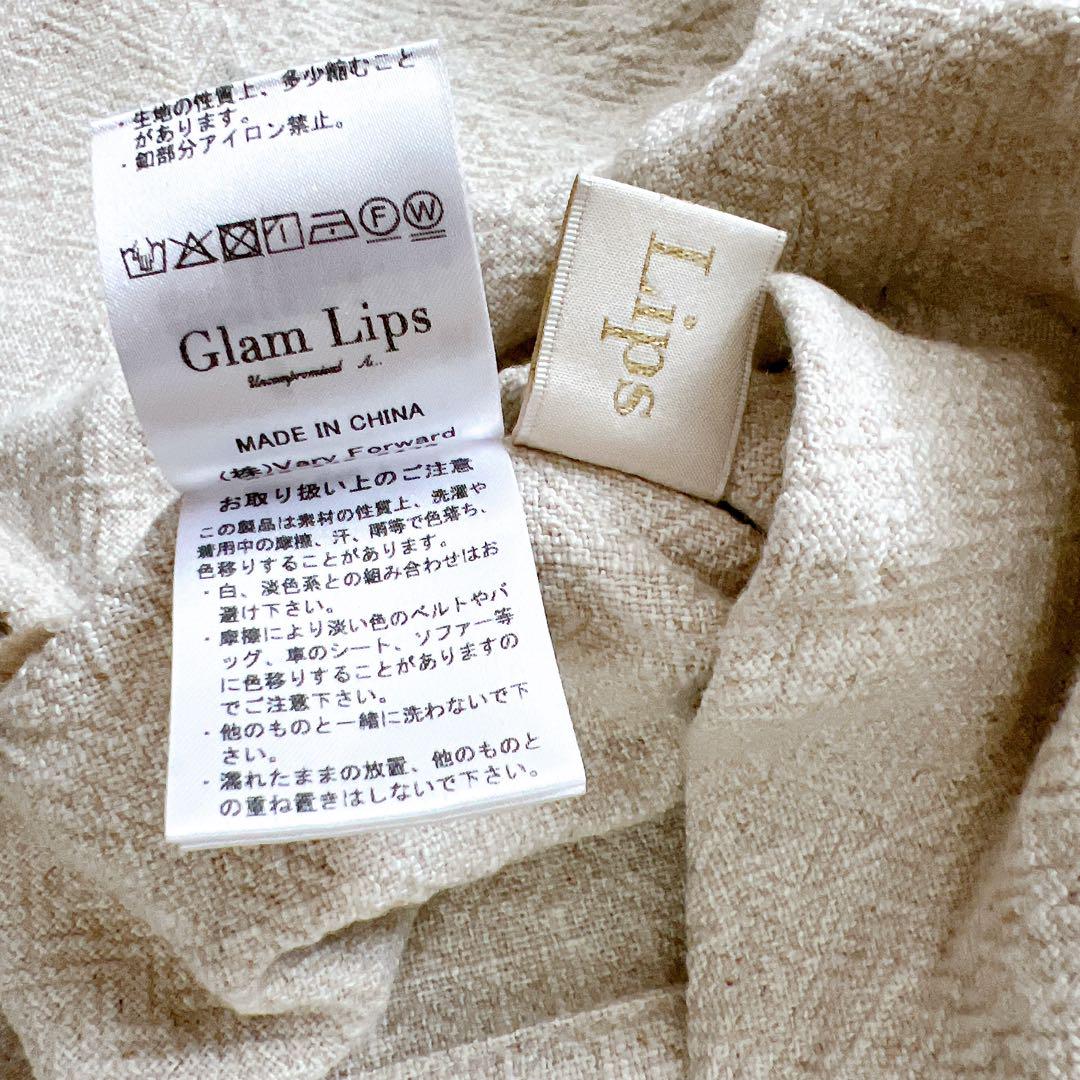 ・生地の性質上、多少縮むこと
があります。
・釦部分アイロン禁止。
F W
Glam Lips
Uncompromised
MADE IN CHINA
(株)Vary Forward
お取り扱い上のご注意
この製品は素材の性質上、洗濯や
着用中の摩擦、汗、雨等で色落ち、
色移りすることがあります。
・白、淡色系との組み合わせはお
避け下さい。
・摩擦により淡い色のベルトやバ
ッグ、車のシート、ソファー等
に色移りすることがありますの
でご注意下さい。
・他のものと一緒に洗わないで下
さい。
・濡れたままの放置、他のものと
の重ね置きはしないで下さい。
Lips